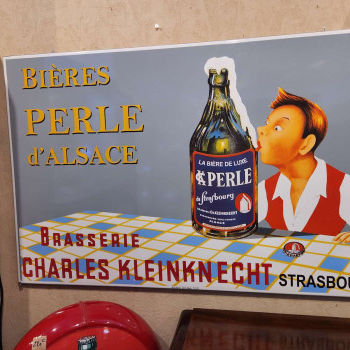 BIÈRES
PERLE
d'ALSACE
LA BIÈRE DE LUXE
PERLE
de Strasbourg
BRASSERIE
CHARLES KLEINKNECHT STRASBOU